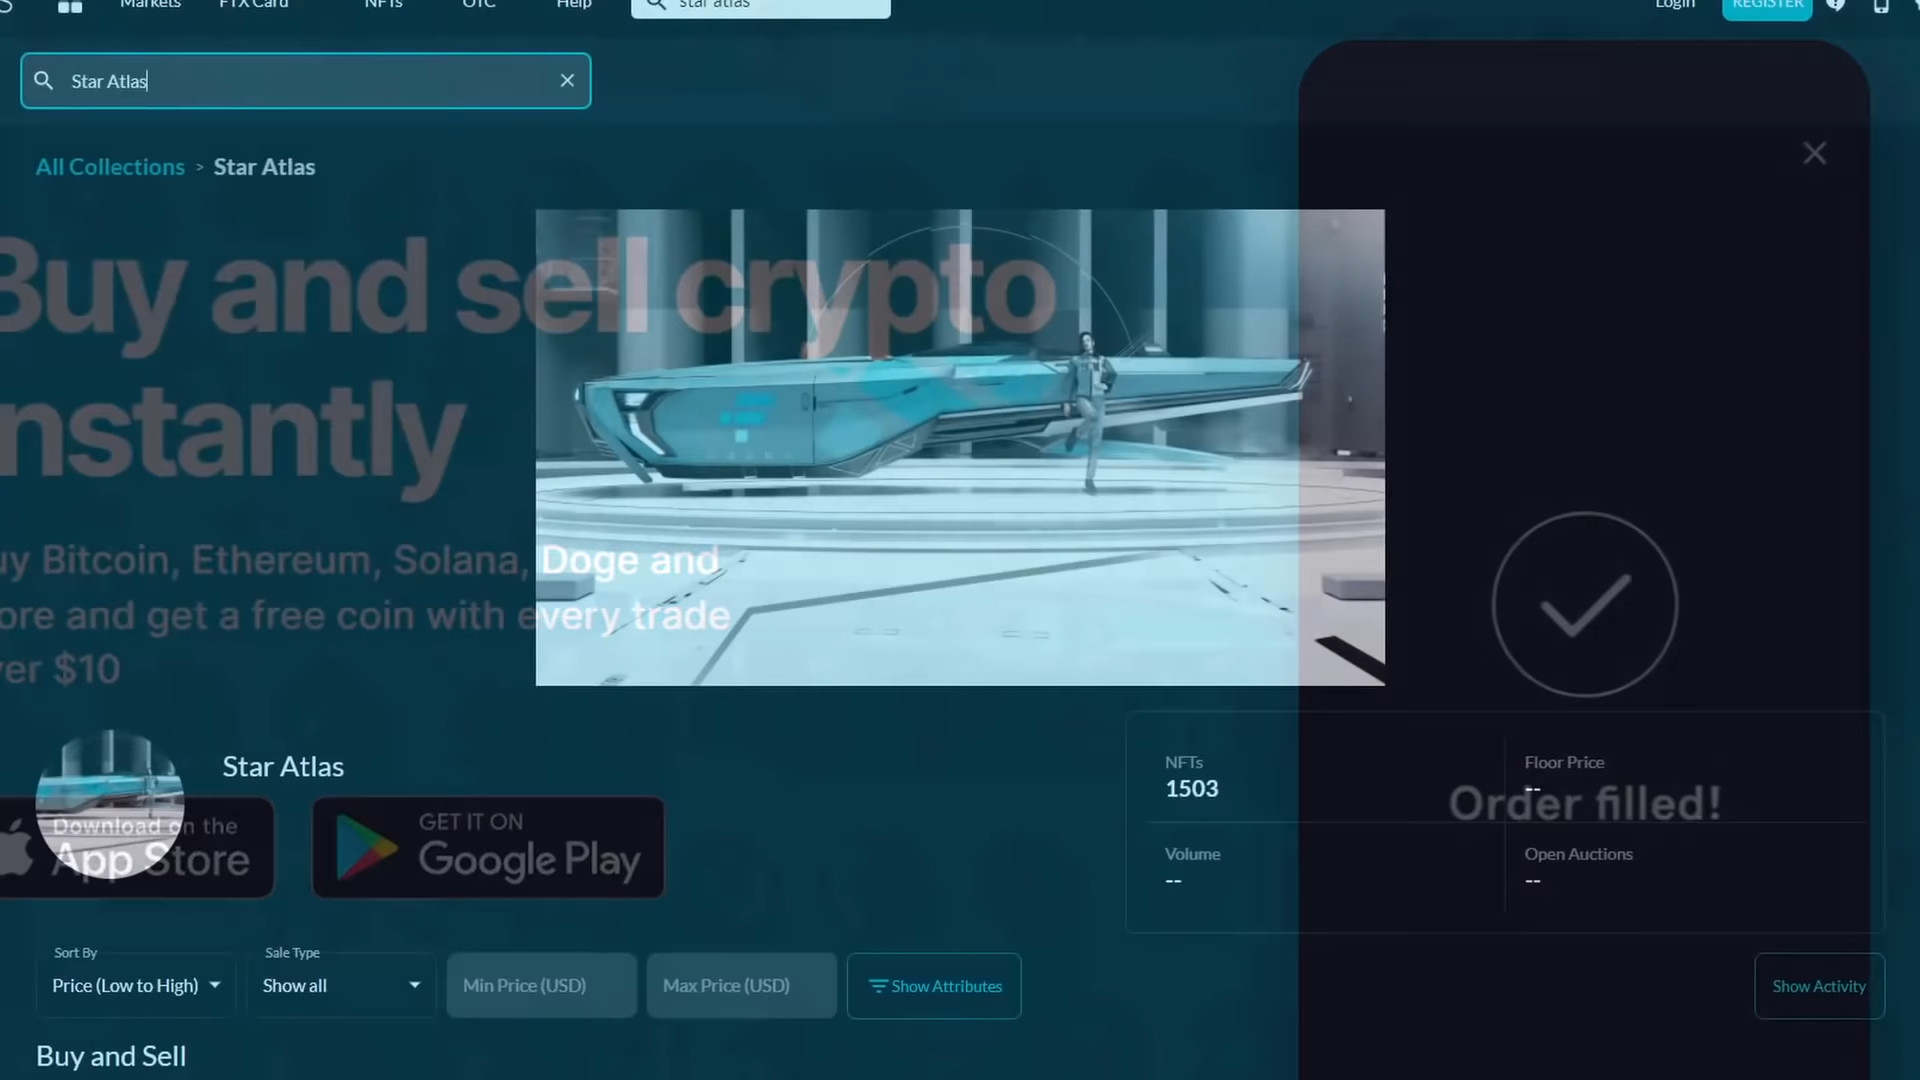 Markets
FTX Card
NFTs
OTC
Help
star atlas
Login
REGISTER
Star Atlas
All Collections > Star Atlas
Buy and sell crypto
nstantly
uy Bitcoin, Ethereum, Solana, Doge and
ore and get a free coin with every trade
ver $10
Star Atlas
Download on the
App Store
GET IT ON
Google Play
NFTs
1503
Floor Price
--
Order filled!
Volume
--
Open Auctions
--
Sort By
Price (Low to High)
Sale Type
Show all
Min Price (USD)
Max Price (USD)
Show Attributes
Show Activity
Buy and Sell